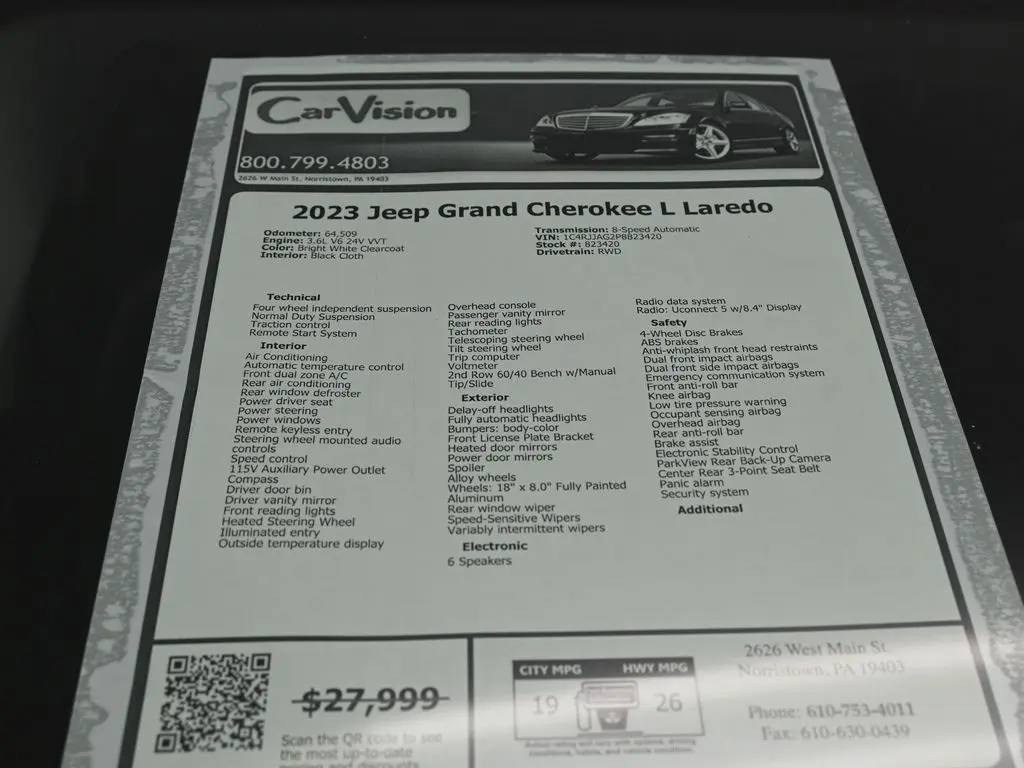 CarVision
800.799.4803
2626 W Main St, Norristown, PA 19403
2023 Jeep Grand Cherokee L Laredo
Odometer: 64,509
Engine: 3.6L V6 24V VVT
Color: Bright White Clearcoat
Interior: Black Cloth
Transmission: 8-Speed Automatic
VIN: 1C4RJJAG2P8823420
Stock #: 823420
Drivetrain: RWD
Technical
Four wheel independent suspension
Normal Duty Suspension
Traction control
Remote Start System
Interior
Air Conditioning
Automatic temperature control
Front dual zone A/C
Rear air conditioning
Rear window defroster
Power driver seat
Power steering
Power windows
Remote keyless entry
Steering wheel mounted audio
controls
Speed control
115V Auxiliary Power Outlet
Compass
Driver door bin
Driver vanity mirror
Front reading lights
Heated Steering Wheel
Illuminated entry
Outside temperature display
Overhead console
Passenger vanity mirror
Rear reading lights
Tachometer
Telescoping steering wheel
Tilt steering wheel
Trip computer
Voltmeter
2nd Row 60/40 Bench w/Manual
Tip/Slide
Exterior
Delay-off headlights
Fully automatic headlights
Bumpers: body-color
Front License Plate Bracket
Heated door mirrors
Power door mirrors
Spoiler
Alloy wheels
Wheels: 18" x 8.0" Fully Painted
Aluminum
Rear window wiper
Speed-Sensitive Wipers
Variably intermittent wipers
Electronic
6 Speakers
Radio data system
Radio: Uconnect 5 w/8.4" Display
Safety
4-Wheel Disc Brakes
ABS brakes
Anti-whiplash front head restraints
Dual front impact airbags
Dual front side impact airbags
Emergency communication system
Front anti-roll bar
Knee airbag
Low tire pressure warning
Occupant sensing airbag
Overhead airbag
Rear anti-roll bar
Brake assist
Electronic Stability Control
ParkView Rear Back-Up Camera
Center Rear 3-Point Seat Belt
Panic alarm
Security system
Additional
$27,999
Scan the QR code to see
the most up-to-date
pricing and discounts
CITY MPG HWY MPG
19 26
2626 West Main St.
Norristown, PA 19403
Phone: 610-753-4011
Fax: 610-630-0439